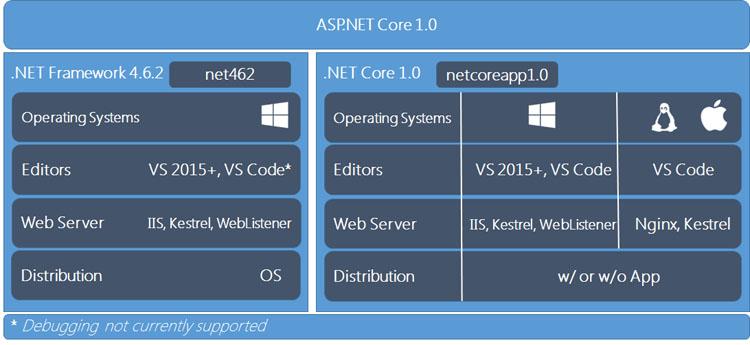 ASP.NET Core 1.0
.NET Framework 4.6.2 net462
Operating Systems
Editors VS 2015+, VS Code*
Web Server IIS, Kestrel, WebListener
Distribution OS
.NET Core 1.0 netcoreapp1.0
Operating Systems
Editors VS 2015+, VS Code VS Code
Web Server IIS, Kestrel, WebListener Nginx, Kestrel
Distribution w/ or w/o App
* Debugging not currently supported